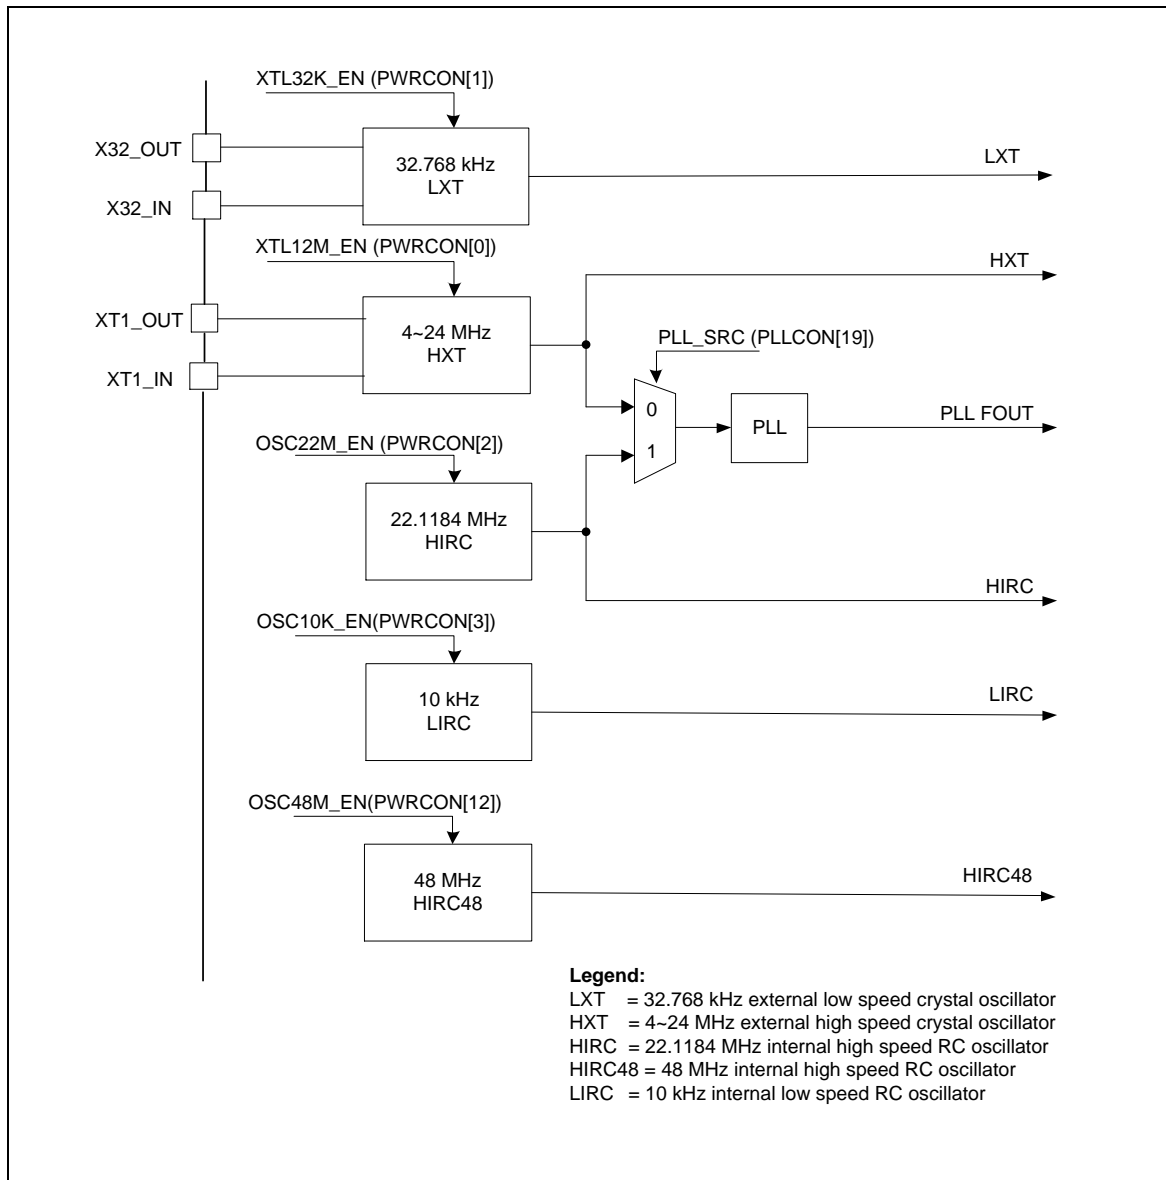 XTL32K_EN (PWRCON[1])
X32_OUT
32.768 kHz
LXT
LXT
X32_IN
XTL12M_EN (PWRCON[0])
HXT
XT1_OUT
4~24 MHz
HXT
PLL_SRC (PLLCON[19])
XT1_IN
0
1
PLL
PLL FOUT
OSC22M_EN (PWRCON[2])
22.1184 MHz
HIRC
HIRC
OSC10K_EN(PWRCON[3])
10 kHz
LIRC
LIRC
OSC48M_EN(PWRCON[12])
48 MHz
HIRC48
HIRC48
Legend:
LXT = 32.768 kHz external low speed crystal oscillator
HXT = 4~24 MHz external high speed crystal oscillator
HIRC = 22.1184 MHz internal high speed RC oscillator
HIRC48 = 48 MHz internal high speed RC oscillator
LIRC = 10 kHz internal low speed RC oscillator